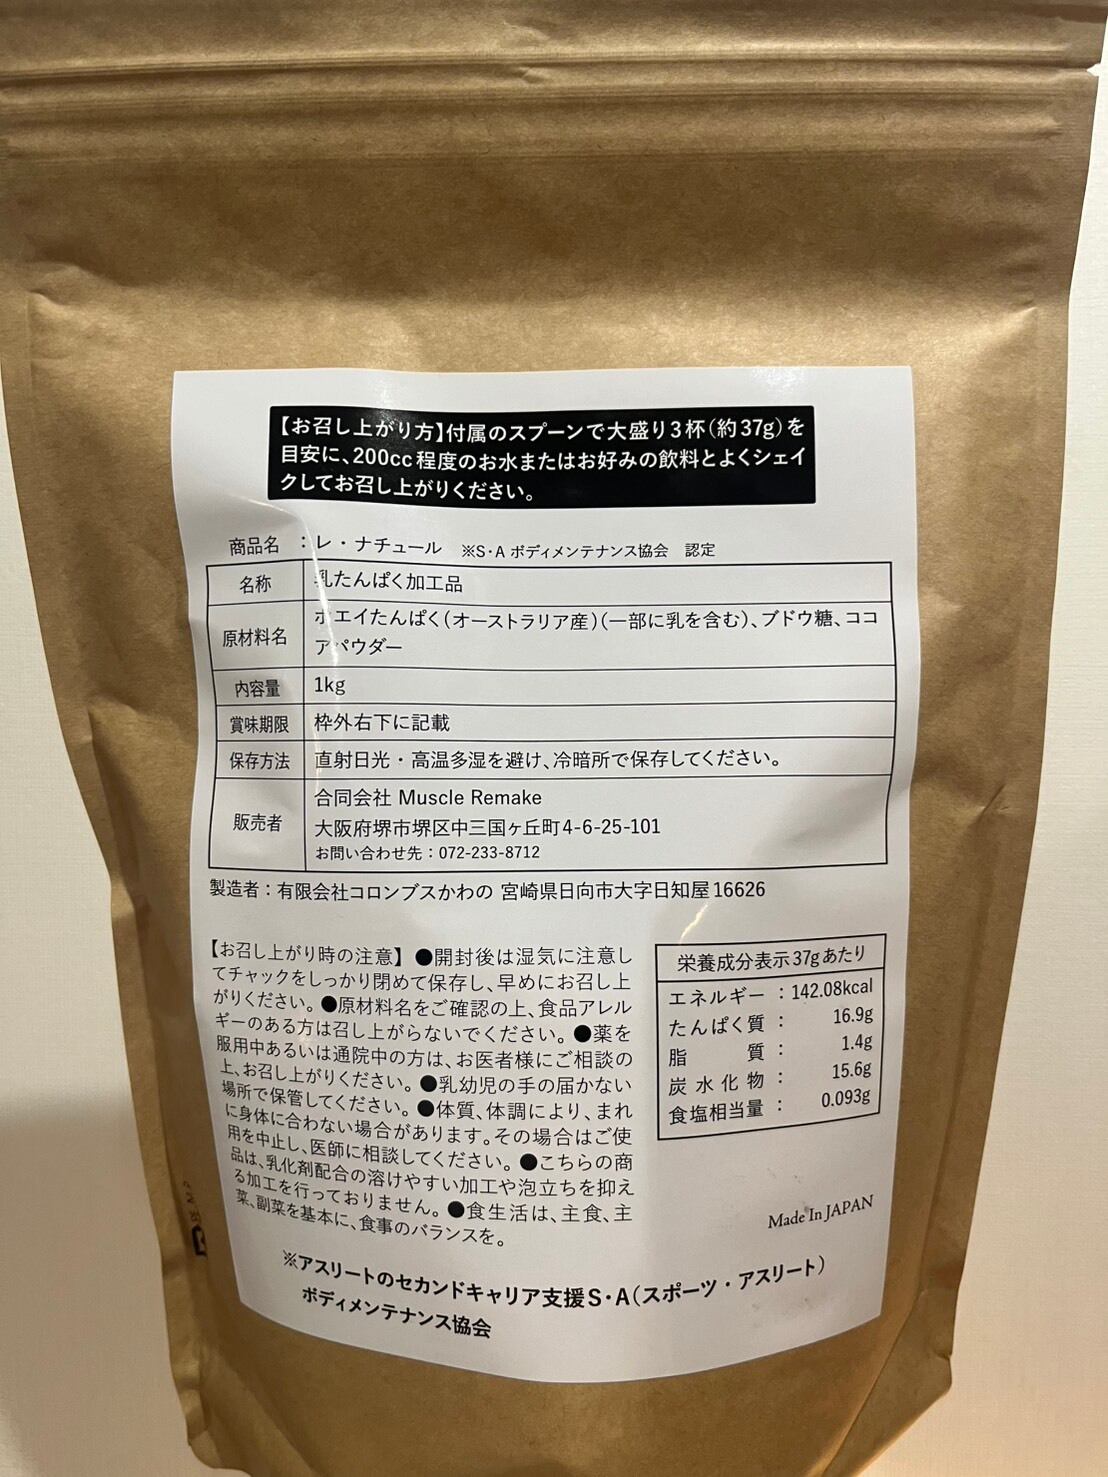 【お召し上がり方】付属のスプーンで大盛り3杯(約37g)を
目安に、200cc程度のお水またはお好みの飲料とよくシェイ
クしてお召し上がりください。
商品名 ：レ・ナチュール ※S・A ボディメンテナンス協会 認定
名称 乳たんぱく加工品
原材料名 ホエイたんぱく(オーストラリア産)(一部に乳を含む)、ブドウ糖、ココ
アパウダー
内容量 1kg
賞味期限 枠外右下に記載
保存方法 直射日光・高温多湿を避け、冷暗所で保存してください。
販売者 合同会社 Muscle Remake
大阪府堺市堺区中三国ヶ丘町4-6-25-101
お問い合わせ先：072-233-8712
製造者：有限会社コロンブスかわの 宮崎県日向市大字日知屋16626
【お召し上がり時の注意】 ●開封後は湿気に注意し
てチャックをしっかり閉めて保存し、早めにお召し上
がりください。●原材料名をご確認の上、食品アレル
ギーのある方は召し上がらないでください。●薬を
服用中あるいは通院中の方は、お医者様にご相談の
上、お召し上がりください。●乳幼児の手の届かない
場所で保管してください。●体質、体調により、まれ
に身体に合わない場合があります。その場合はご使
用を中止し、医師に相談してください。●こちらの商
品は、乳化剤配合の溶けやすい加工や泡立ちを抑え
る加工を行っておりません。●食生活は、主食、主
菜、副菜を基本に、食事のバランスを。
栄養成分表示37gあたり
エネルギー ：142.08kcal
たんぱく質 ： 16.9g
脂質 ： 1.4g
炭水化物 ： 15.6g
食塩相当量 ： 0.093g
Made In JAPAN
※アスリートのセカンドキャリア支援S・A(スポーツ・アスリート)
ボディメンテナンス協会